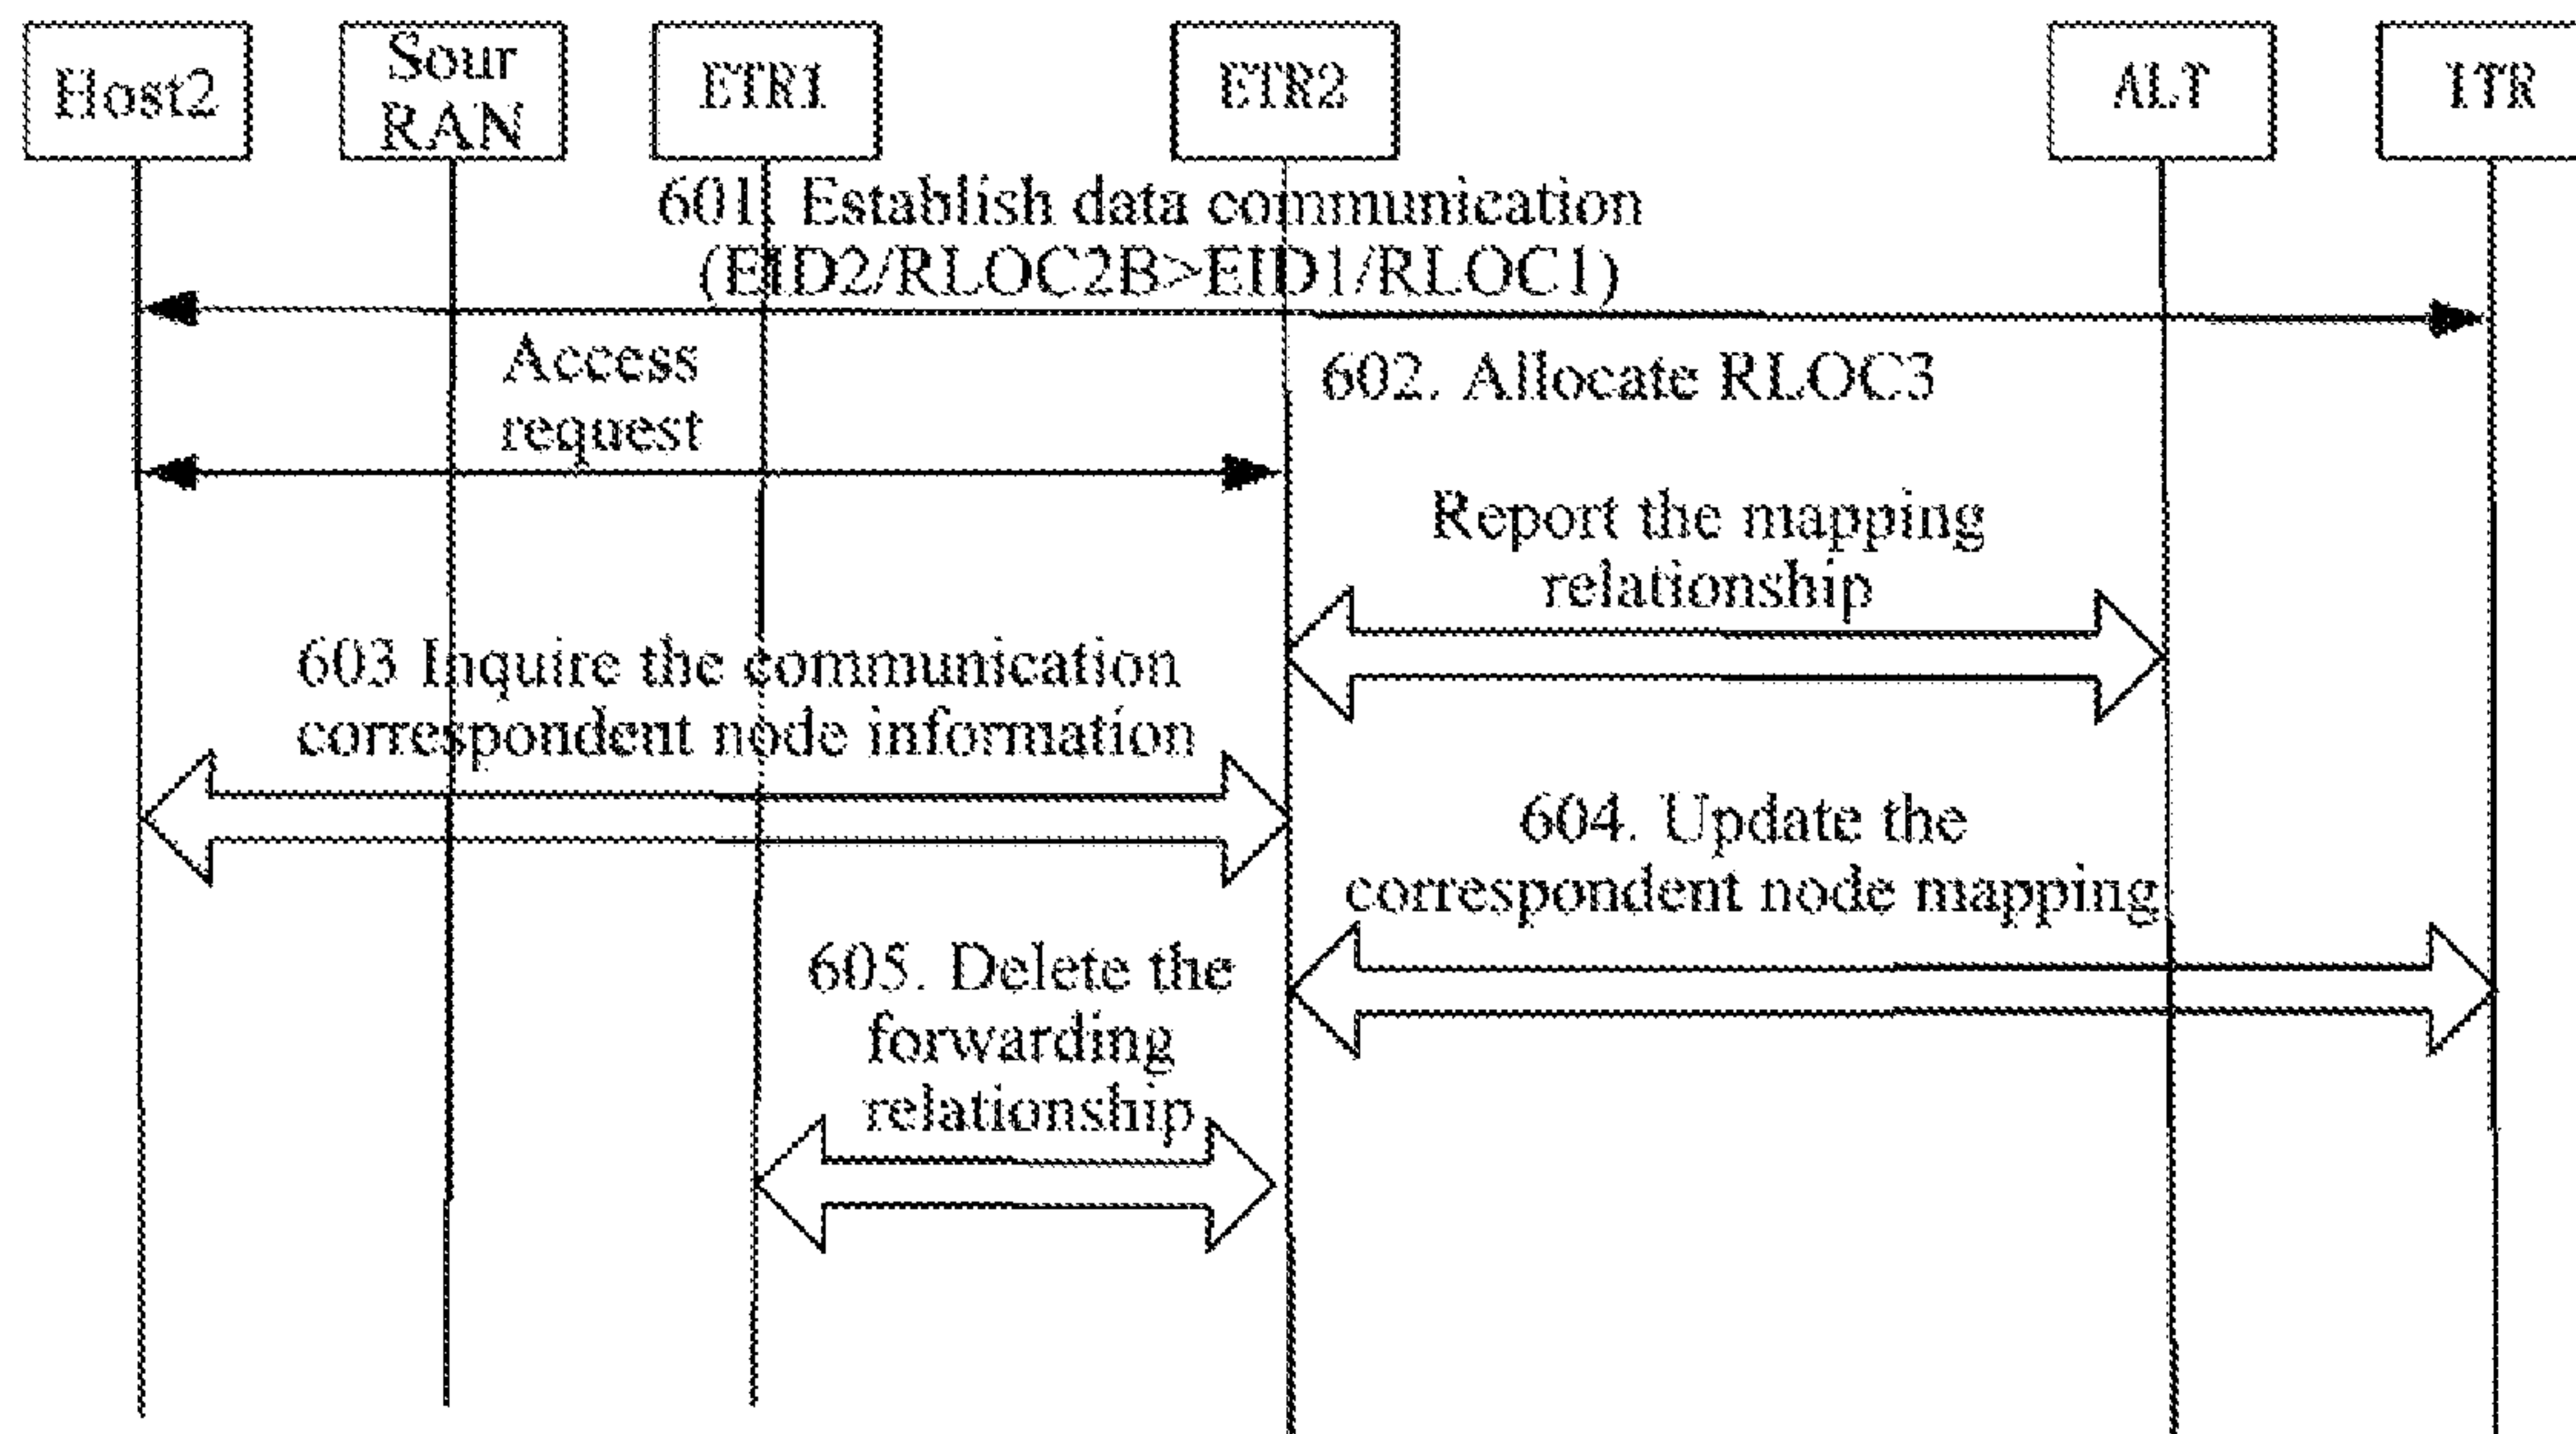 Host2
Sour
RAN
ETR1
ETR2
ALT
ITR
601. Establish data communication
(EID2/RLOC2B>EID1/RLOC1)
Access
request
602. Allocate RLOC3
Report the mapping
relationship
603 Inquire the communication
correspondent node information
604. Update the
correspondent node mapping
605. Delete the
forwarding
relationship